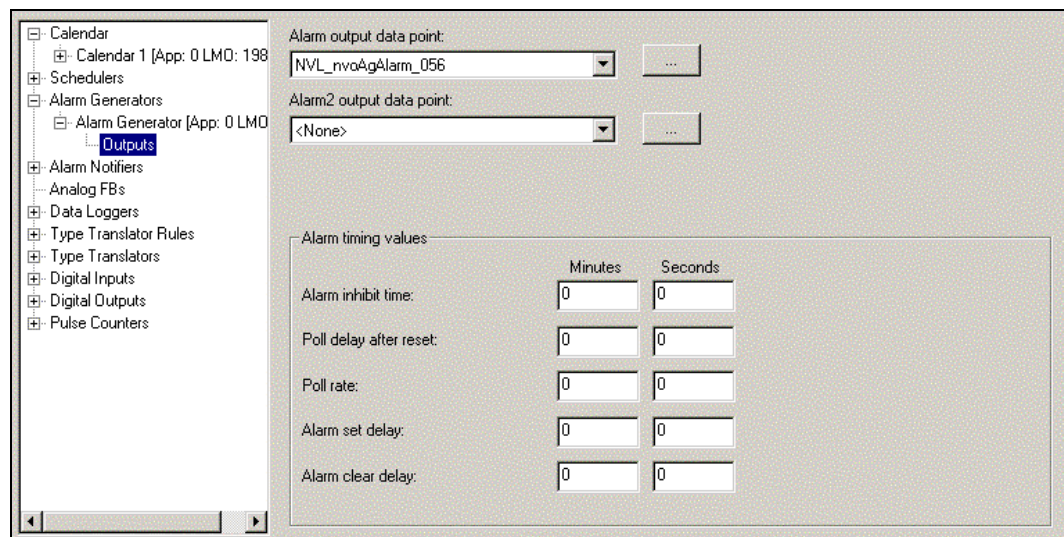 Calendar
Calendar 1 [App: 0 LMO: 198
Schedulers
Alarm Generators
Alarm Generator [App: 0 LMO
Outputs
Alarm Notifiers
Analog FBs
Data Loggers
Type Translator Rules
Type Translators
Digital Inputs
Digital Outputs
Pulse Counters
Alarm output data point:
NVL_nvoAgAlarm_056
...
Alarm2 output data point:
<None>
...
Alarm timing values
Minutes Seconds
Alarm inhibit time: 0 0
Poll delay after reset: 0 0
Poll rate: 0 0
Alarm set delay: 0 0
Alarm clear delay: 0 0